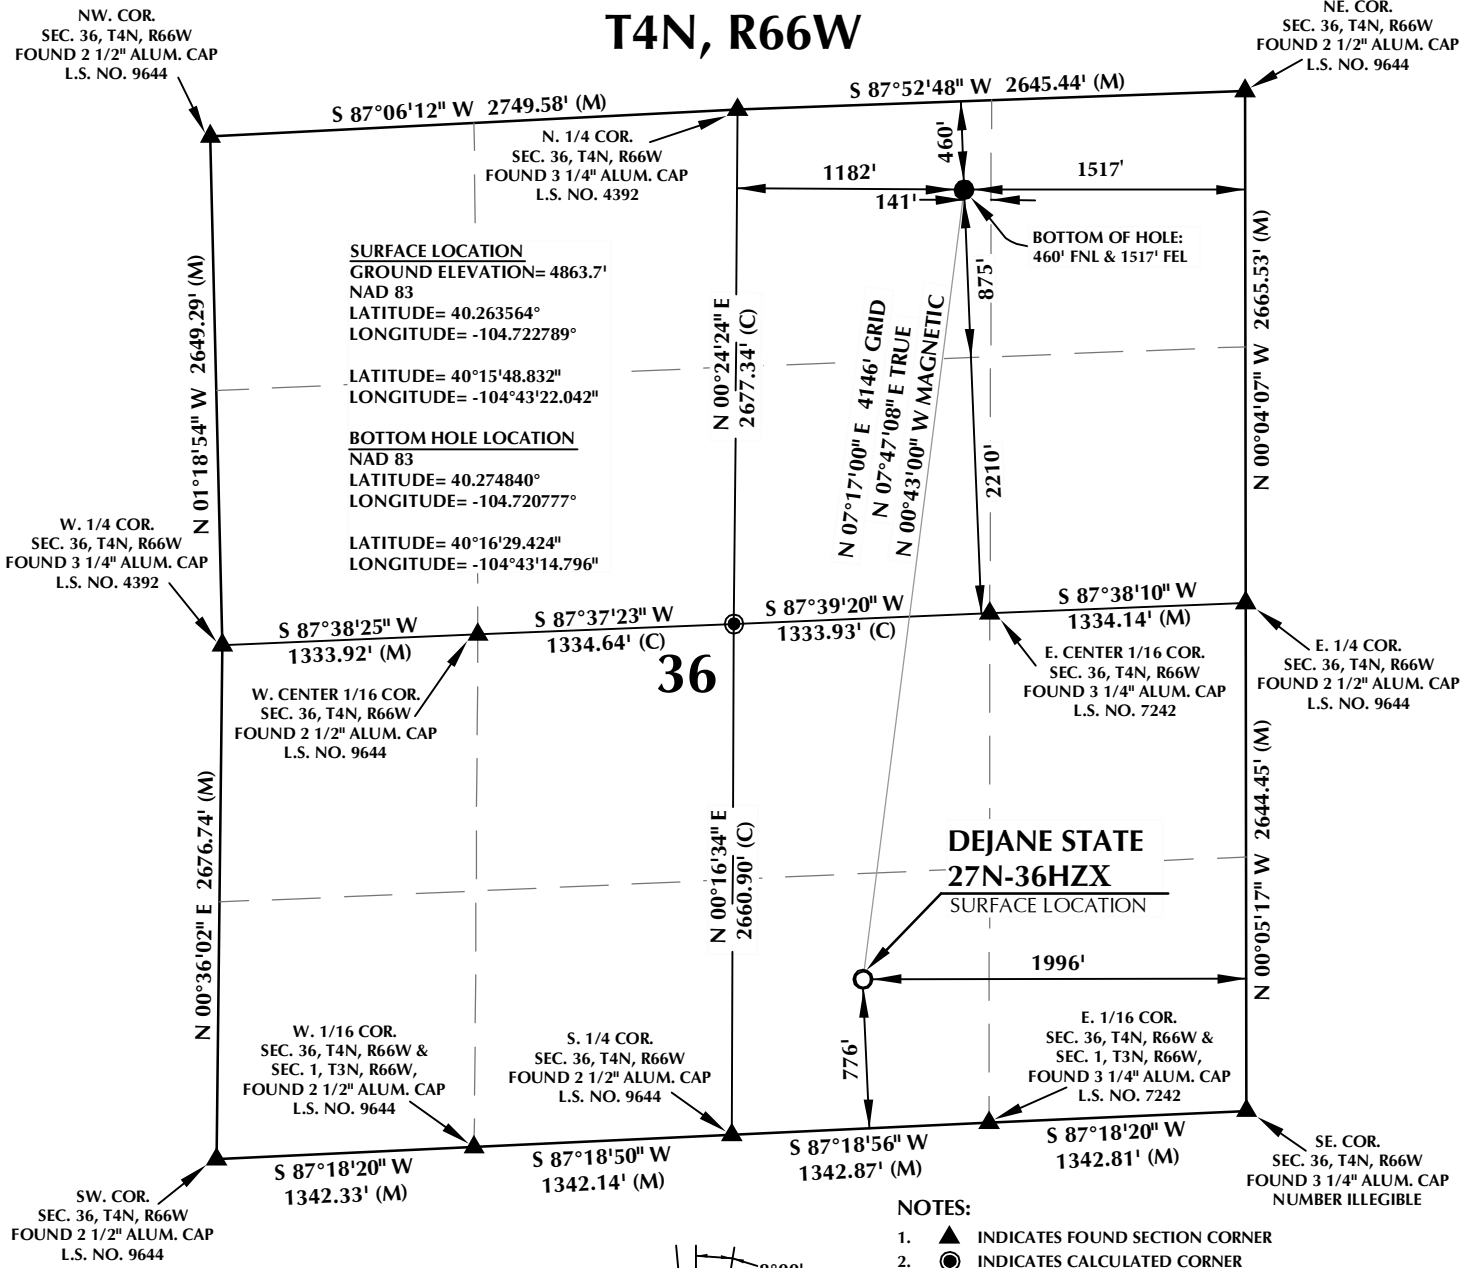 T4N, R66W
NW. COR.
SEC. 36, T4N, R66W
FOUND 2 1/2" ALUM. CAP
L.S. NO. 9644
NE. COR.
SEC. 36, T4N, R66W
FOUND 2 1/2" ALUM. CAP
L.S. NO. 9644
S 87°06'12" W 2749.58' (M)
S 87°52'48" W 2645.44' (M)
N. 1/4 COR.
SEC. 36, T4N, R66W
FOUND 3 1/4" ALUM. CAP
L.S. NO. 4392
460'
1182'
1517'
141'
BOTTOM OF HOLE:
460' FNL & 1517' FEL
875'
2210'
SURFACE LOCATION
GROUND ELEVATION= 4863.7'
NAD 83
LATITUDE= 40.263564°
LONGITUDE= -104.722789°
LATITUDE= 40°15'48.832"
LONGITUDE= -104°43'22.042"
BOTTOM HOLE LOCATION
NAD 83
LATITUDE= 40.274840°
LONGITUDE= -104.720777°
LATITUDE= 40°16'29.424"
LONGITUDE= -104°43'14.796"
N 01°18'54" W 2649.29' (M)
N 00°24'24" E
2677.34' (C)
N 07°17'00" E 4146' GRID
N 07°47'08" E TRUE
N 00°43'00" W MAGNETIC
N 00°04'07" W 2665.53' (M)
W. 1/4 COR.
SEC. 36, T4N, R66W
FOUND 3 1/4" ALUM. CAP
L.S. NO. 4392
S 87°38'25" W
1333.92' (M)
S 87°37'23" W
1334.64' (C)
S 87°39'20" W
1333.93' (C)
S 87°38'10" W
1334.14' (M)
36
W. CENTER 1/16 COR.
SEC. 36, T4N, R66W
FOUND 2 1/2" ALUM. CAP
L.S. NO. 9644
E. CENTER 1/16 COR.
SEC. 36, T4N, R66W
FOUND 3 1/4" ALUM. CAP
L.S. NO. 7242
E. 1/4 COR.
SEC. 36, T4N, R66W
FOUND 2 1/2" ALUM. CAP
L.S. NO. 9644
N 00°36'02" E 2676.74' (M)
N 00°16'34" E
2660.90' (C)
N 00°05'17" W 2644.45' (M)
DEJANE STATE
27N-36HZX
SURFACE LOCATION
1996'
776'
W. 1/16 COR.
SEC. 36, T4N, R66W &
SEC. 1, T3N, R66W,
FOUND 2 1/2" ALUM. CAP
L.S. NO. 9644
S. 1/4 COR.
SEC. 36, T4N, R66W
FOUND 2 1/2" ALUM. CAP
L.S. NO. 9644
E. 1/16 COR.
SEC. 36, T4N, R66W &
SEC. 1, T3N, R66W,
FOUND 3 1/4" ALUM. CAP
L.S. NO. 7242
S 87°18'20" W
1342.33' (M)
S 87°18'50" W
1342.14' (M)
S 87°18'56" W
1342.87' (M)
S 87°18'20" W
1342.81' (M)
SW. COR.
SEC. 36, T4N, R66W
FOUND 2 1/2" ALUM. CAP
L.S. NO. 9644
SE. COR.
SEC. 36, T4N, R66W
FOUND 3 1/4" ALUM. CAP
NUMBER ILLEGIBLE
NOTES:
1. INDICATES FOUND SECTION CORNER
2. INDICATES CALCULATED CORNER